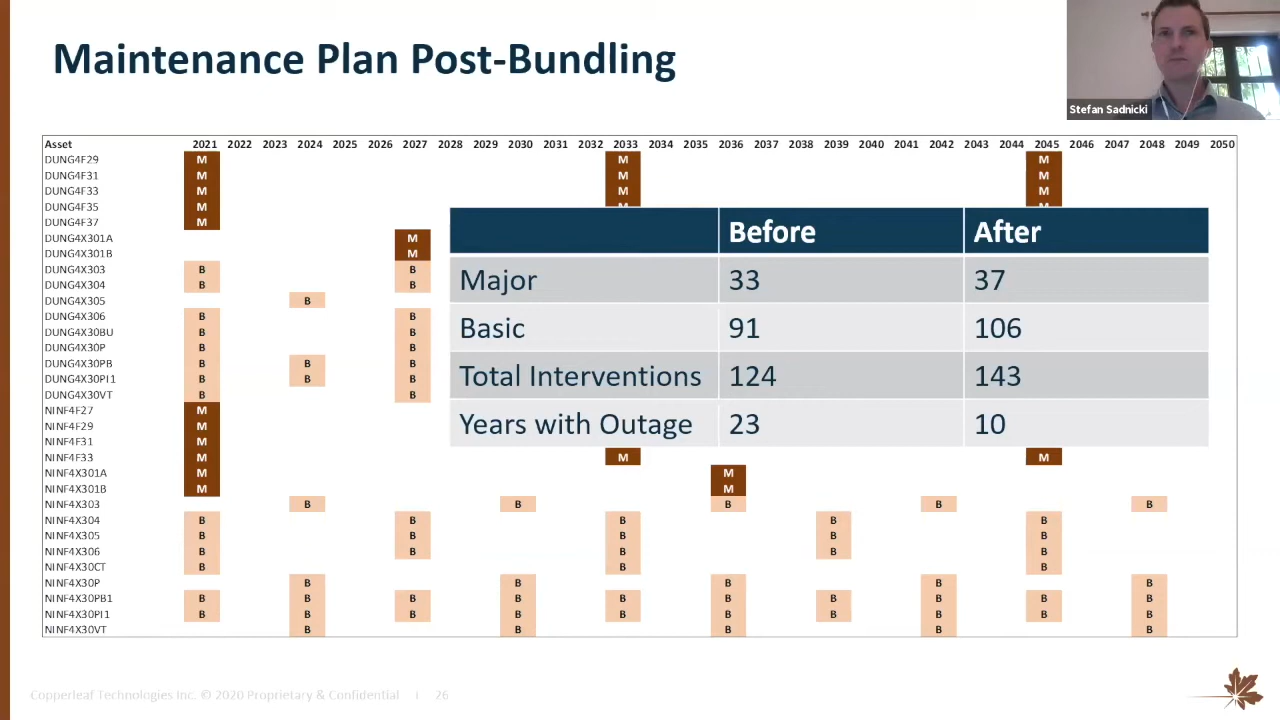 Maintenance Plan Post-Bundling
Stefan Sadnicki
Asset 2021 2022 2023 2024 2025 2026 2027 2028 2029 2030 2031 2032 2033 2034 2035 2036 2037 2038 2039 2040 2041 2042 2043 2044 2045 2046 2047 2048 2049 2050
DUNG4F29 M M M
DUNG4F31 M M M
DUNG4F33 M M M
DUNG4F35 M M M
DUNG4F37 M
DUNG4X301A M
DUNG4X301B M
DUNG4X303 B B
DUNG4X304 B B
DUNG4X305 B
DUNG4X306 B B
DUNG4X30BU B B
DUNG4X30P B B
DUNG4X30PB B B B
DUNG4X30PI1 B B B
DUNG4X30VT B B
NINF4F27 M
NINF4F29 M
NINF4F31 M
NINF4F33 M M M
NINF4X301A M M
NINF4X301B M M
NINF4X303 B B B B B
NINF4X304 B B B B B
NINF4X305 B B B B B
NINF4X306 B B B B B
NINF4X30CT B B B
NINF4X30P B B B B B
NINF4X30PB1 B B B B B B B B B B
NINF4X30PI1 B B B B B B B B B B
NINF4X30VT B B B B B
Before After
Major 33 37
Basic 91 106
Total Interventions 124 143
Years with Outage 23 10
Copperleaf Technologies Inc. © 2020 Proprietary & Confidential | 26